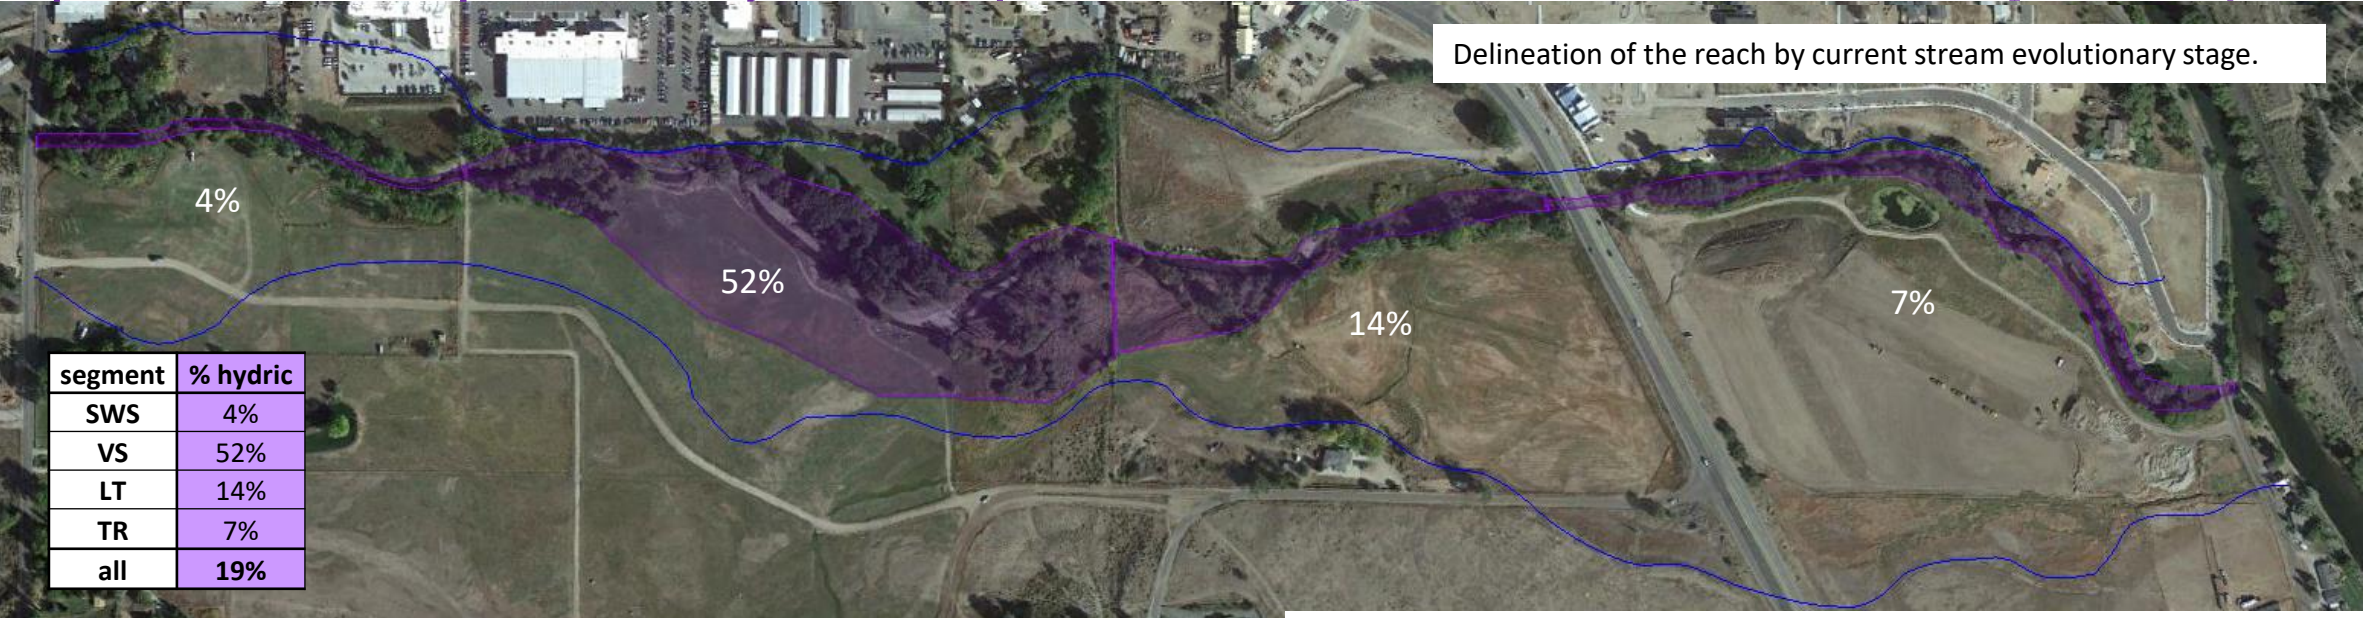 Delineation of the reach by current stream evolutionary stage.
4%
52%
14%
7%
segment % hydric
SWS 4%
VS 52%
LT 14%
TR 7%
all 19%